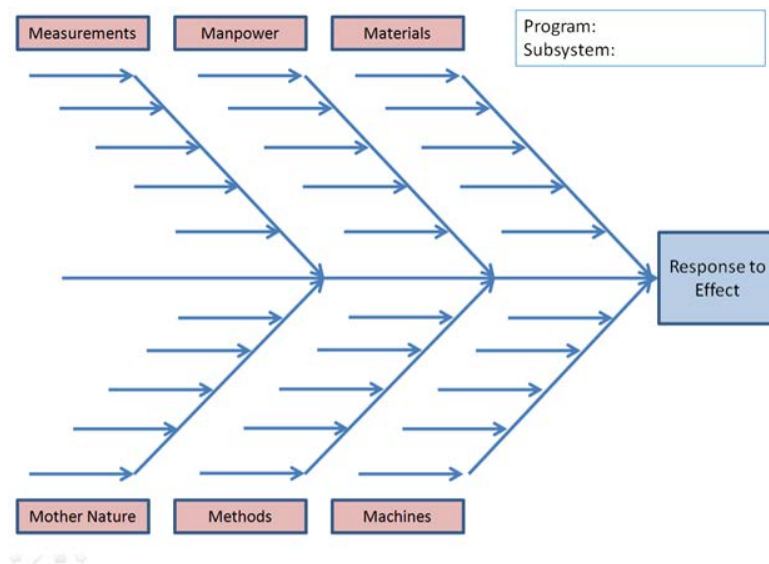 Measurements
Manpower
Materials
Program:
Subsystem:
Response to
Effect
Mother Nature
Methods
Machines